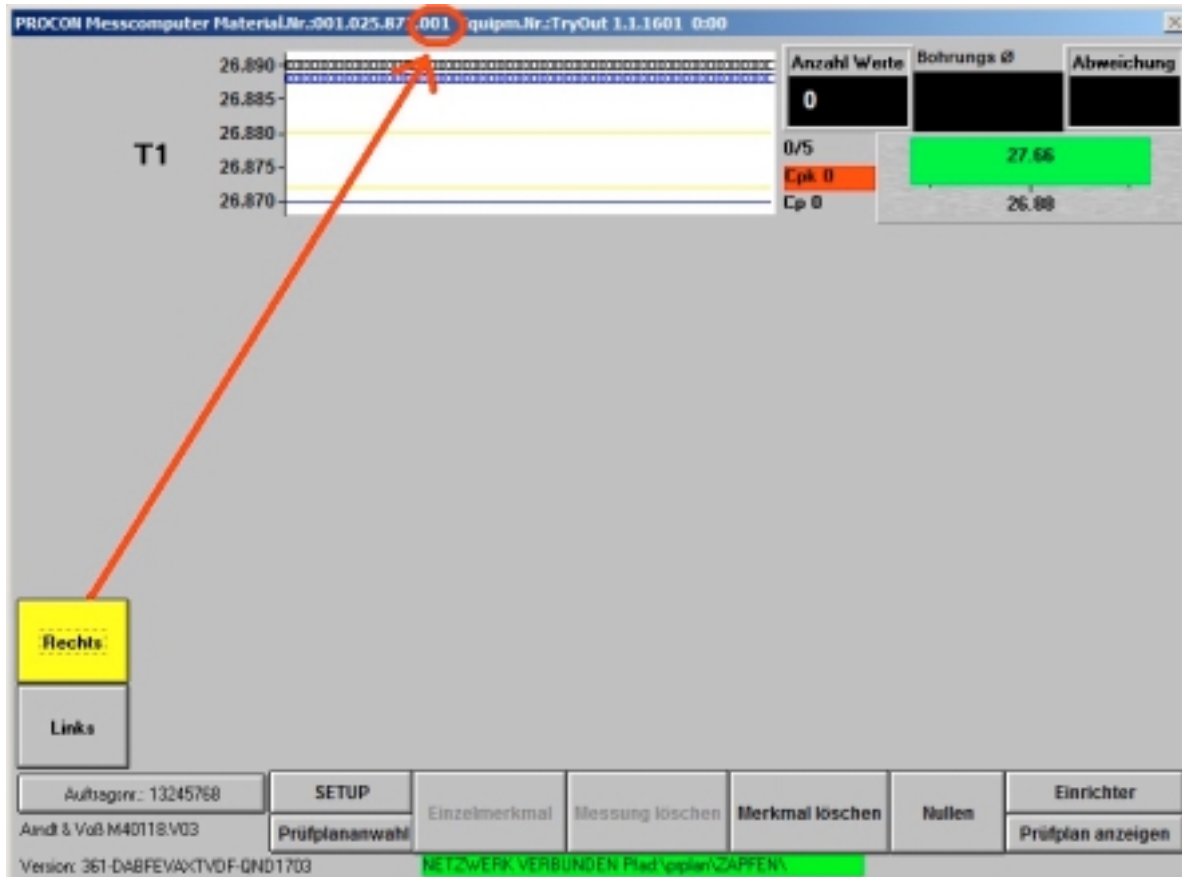 PROCON Messcomputer Material.Nr.:001.025.87 .001 Equipm.Nr.:TryOut 1.1.1601 0:00
26.890
26.885
26.880
26.875
26.870
T1
Anzahl Werte
0
Bohrungs Ø
Abweichung
0/5
Cpk 0
Cp 0
27.66
26.88
Rechts
Links
Auftragsnr.: 13245768
SETUP
Einzelmerkmal
Messung löschen
Merkmal löschen
Nullen
Einrichter
Arndt & Voß M40118.V03
Prüfplananwahl
Prüfplan anzeigen
Version: 361-DABFEVAXTVDF-QND1703
NETZWERK VERBUNDEN Pfad:\prplan\ZAPFEN\